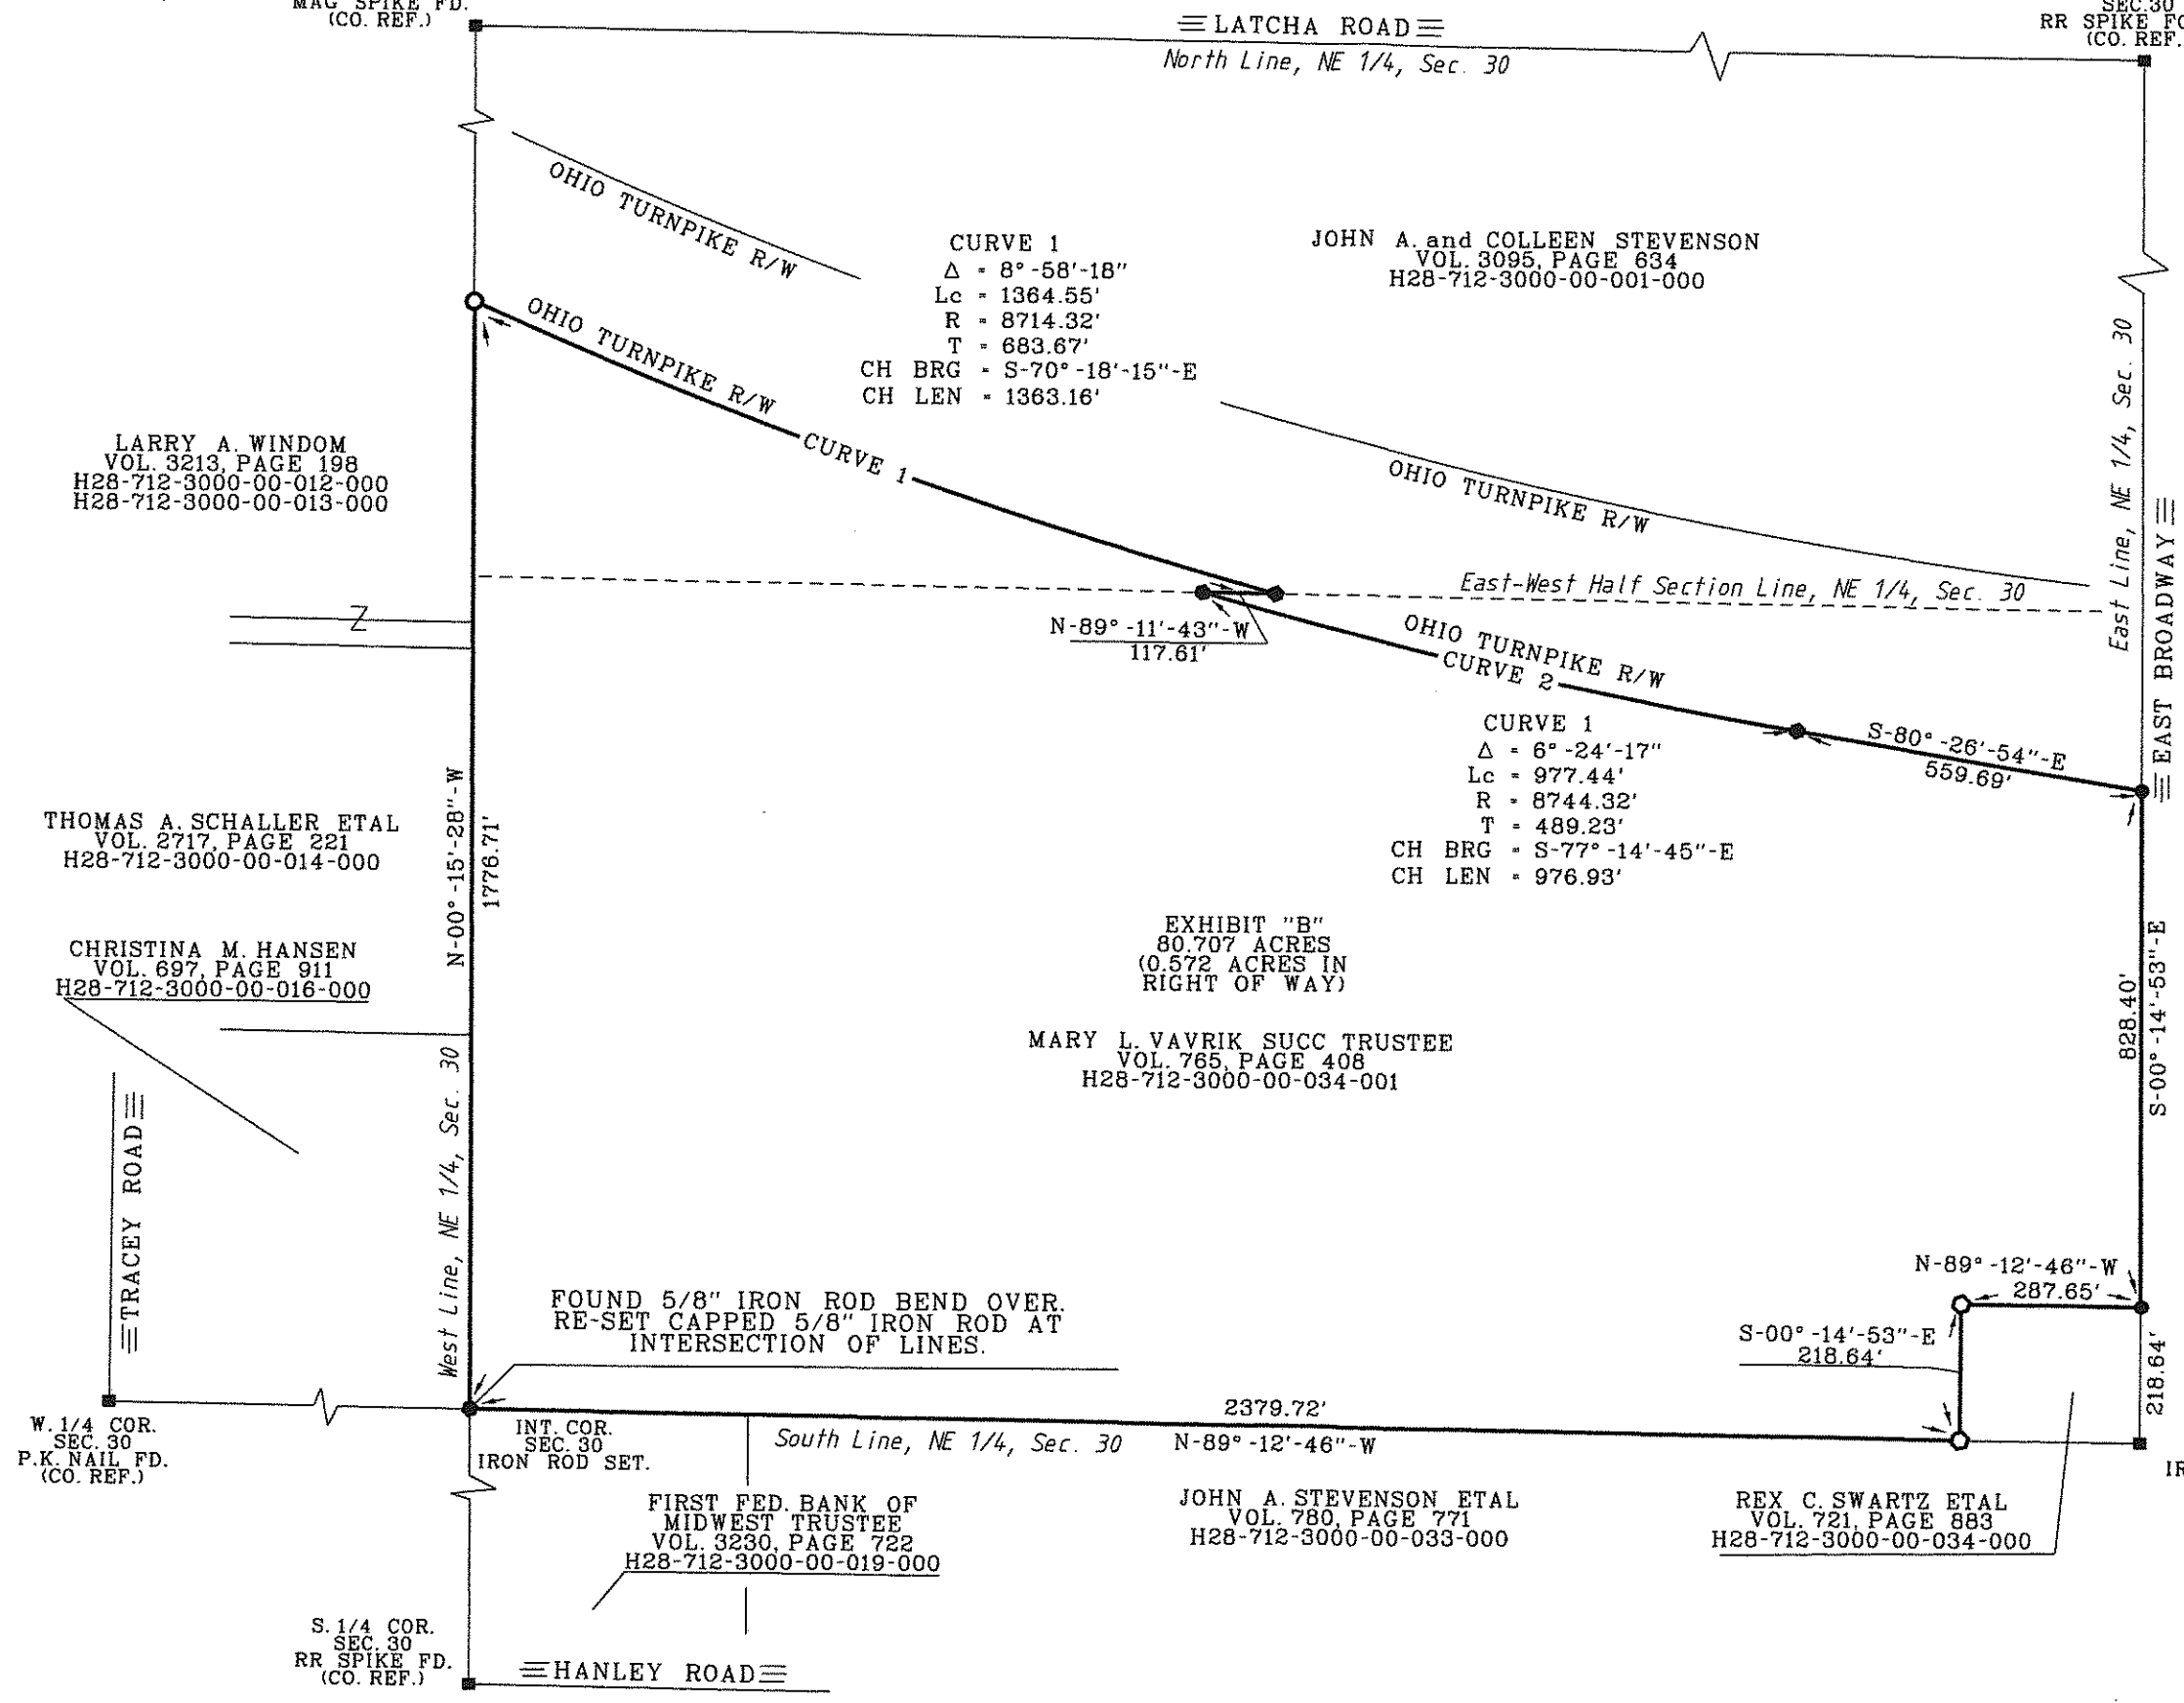 MAG SPIKE FD.
(CO. REF.)
LATCHA ROAD
North Line, NE 1/4, Sec. 30
SEC.30
RR SPIKE
(CO. REF.
OHIO TURNPIKE R/W
CURVE 1
Δ = 8°-58'-18"
Lc = 1364.55'
R = 8714.32'
T = 683.67'
CH BRG = S-70°-18'-15"-E
CH LEN = 1363.16'
JOHN A. and COLLEEN STEVENSON
VOL. 3095, PAGE 634
H28-712-3000-00-001-000
OHIO TURNPIKE R/W
CURVE 1
OHIO TURNPIKE R/W
East Line, NE 1/4, Sec. 30
EAST BROADWAY
LARRY A. WINDOM
VOL. 3213, PAGE 198
H28-712-3000-00-012-000
H28-712-3000-00-013-000
Z
East-West Half Section Line, NE 1/4, Sec. 30
N-89°-11'-43"-W
117.61'
OHIO TURNPIKE R/W
CURVE 2
CURVE 1
Δ = 6°-24'-17"
Lc = 977.44'
R = 8744.32'
T = 489.23'
CH BRG = S-77°-14'-45"-E
CH LEN = 976.93'
S-80°-26'-54"-E
559.69'
THOMAS A. SCHALLER ETAL
VOL. 2717, PAGE 221
H28-712-3000-00-014-000
N-00°-15'-28"-W
1776.71'
CHRISTINA M. HANSEN
VOL. 697, PAGE 911
H28-712-3000-00-016-000
EXHIBIT "B"
80.707 ACRES
(0.572 ACRES IN
RIGHT OF WAY)
MARY L. VAVRIK SUCC TRUSTEE
VOL. 765, PAGE 408
H28-712-3000-00-034-001
828.40'
S-00°-14'-53"-E
TRACEY ROAD
West Line, NE 1/4, Sec. 30
FOUND 5/8" IRON ROD BEND OVER.
RE-SET CAPPED 5/8" IRON ROD AT
INTERSECTION OF LINES.
N-89°-12'-46"-W
287.65'
S-00°-14'-53"-E
218.64'
218.64'
W. 1/4 COR.
SEC. 30
P.K. NAIL FD.
(CO. REF.)
INT. COR.
SEC. 30
IRON ROD SET.
2379.72'
South Line, NE 1/4, Sec. 30
N-89°-12'-46"-W
FIRST FED. BANK OF
MIDWEST TRUSTEE
VOL. 3230, PAGE 722
H28-712-3000-00-019-000
JOHN A. STEVENSON ETAL
VOL. 780, PAGE 771
H28-712-3000-00-033-000
REX C. SWARTZ ETAL
VOL. 721, PAGE 883
H28-712-3000-00-034-000
S. 1/4 COR.
SEC. 30
RR SPIKE FD.
(CO. REF.)
HANLEY ROAD